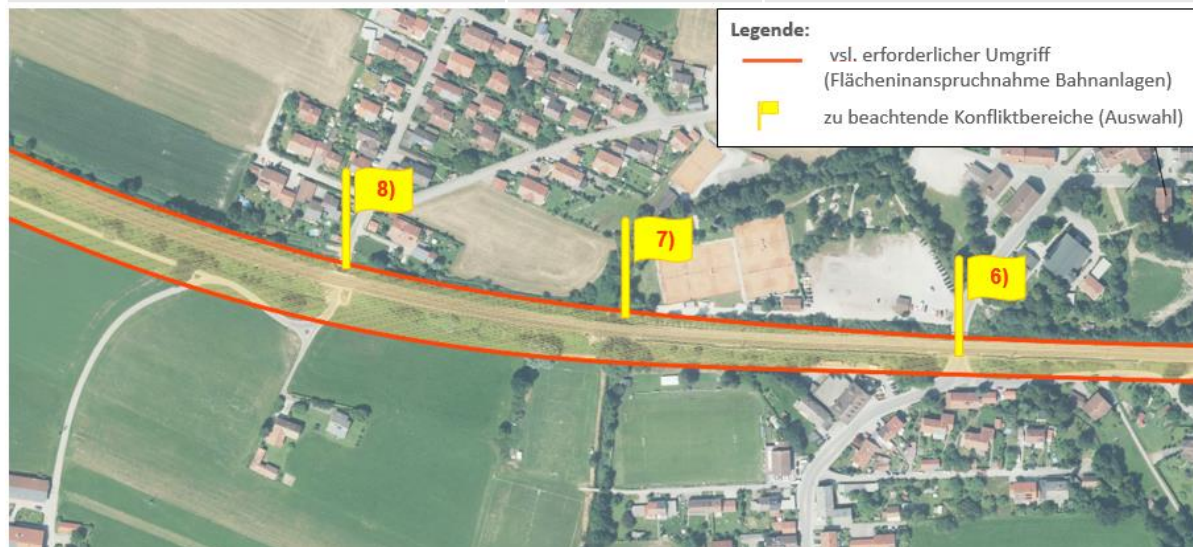 Legende:
vsl. erforderlicher Umgriff
(Flächeninanspruchnahme Bahnanlagen)
zu beachtende Konfliktbereiche (Auswahl)
8)
7)
6)